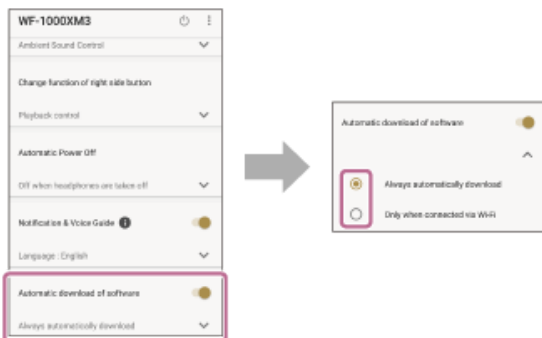 WF-1000XM3
Ambient Sound Control
Change function of right side button
Playback control
Automatic Power Off
Off when headphones are taken off
Notification & Voice Guide
Language : English
Automatic download of software
Always automatically download
Automatic download of software
Always automatically download
Only when connected via Wi-Fi